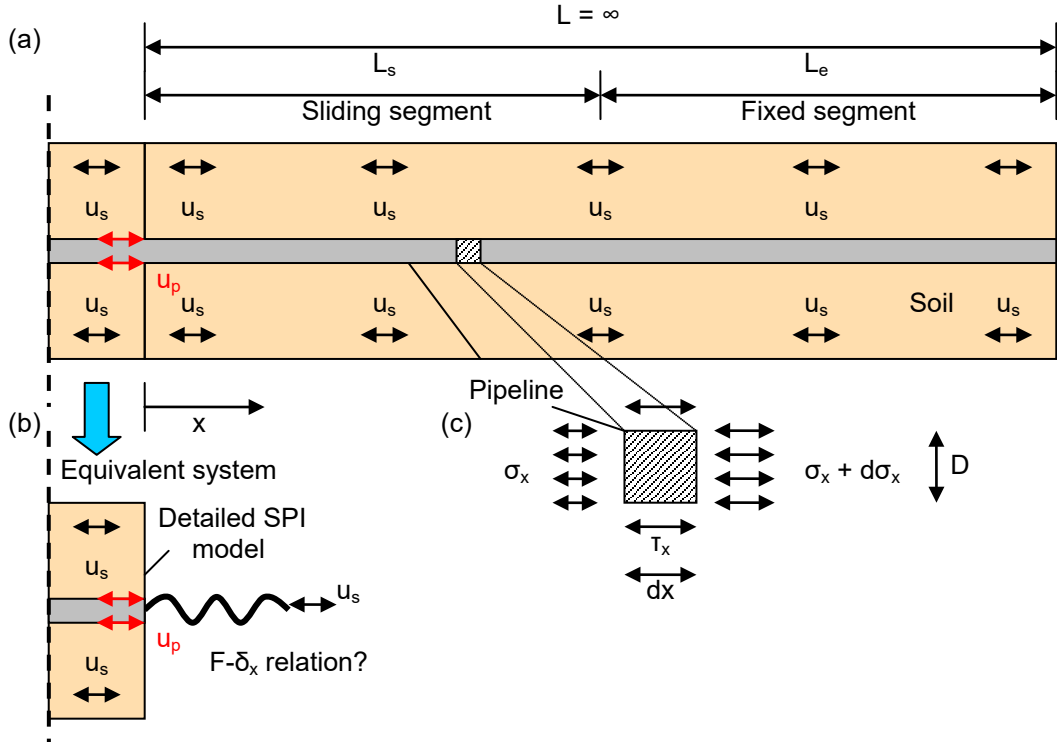 L = ∞
(a)
Ls Le
Sliding segment Fixed segment
us us us us us
up
us us us us us Soil us
(b) x (c) Pipeline
Equivalent system
σx σx + dσx D
Detailed SPI
model
τx
dx
us us
up
us F-δx relation?